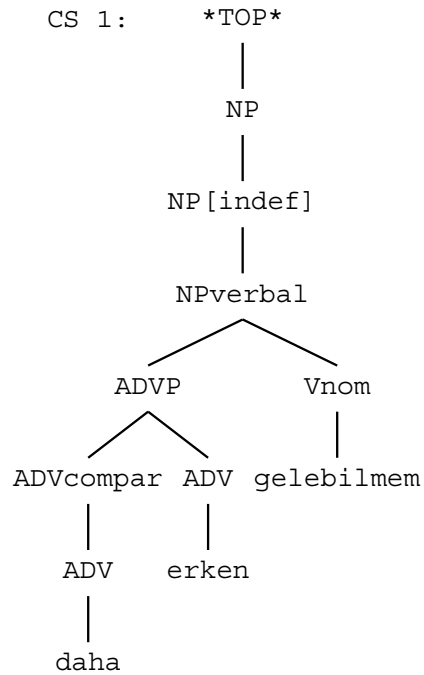 CS 1: *TOP*
NP
NP[indef]
NPverbal
ADVP Vnom
ADVcompar ADV gelebilmem
ADV erken
daha